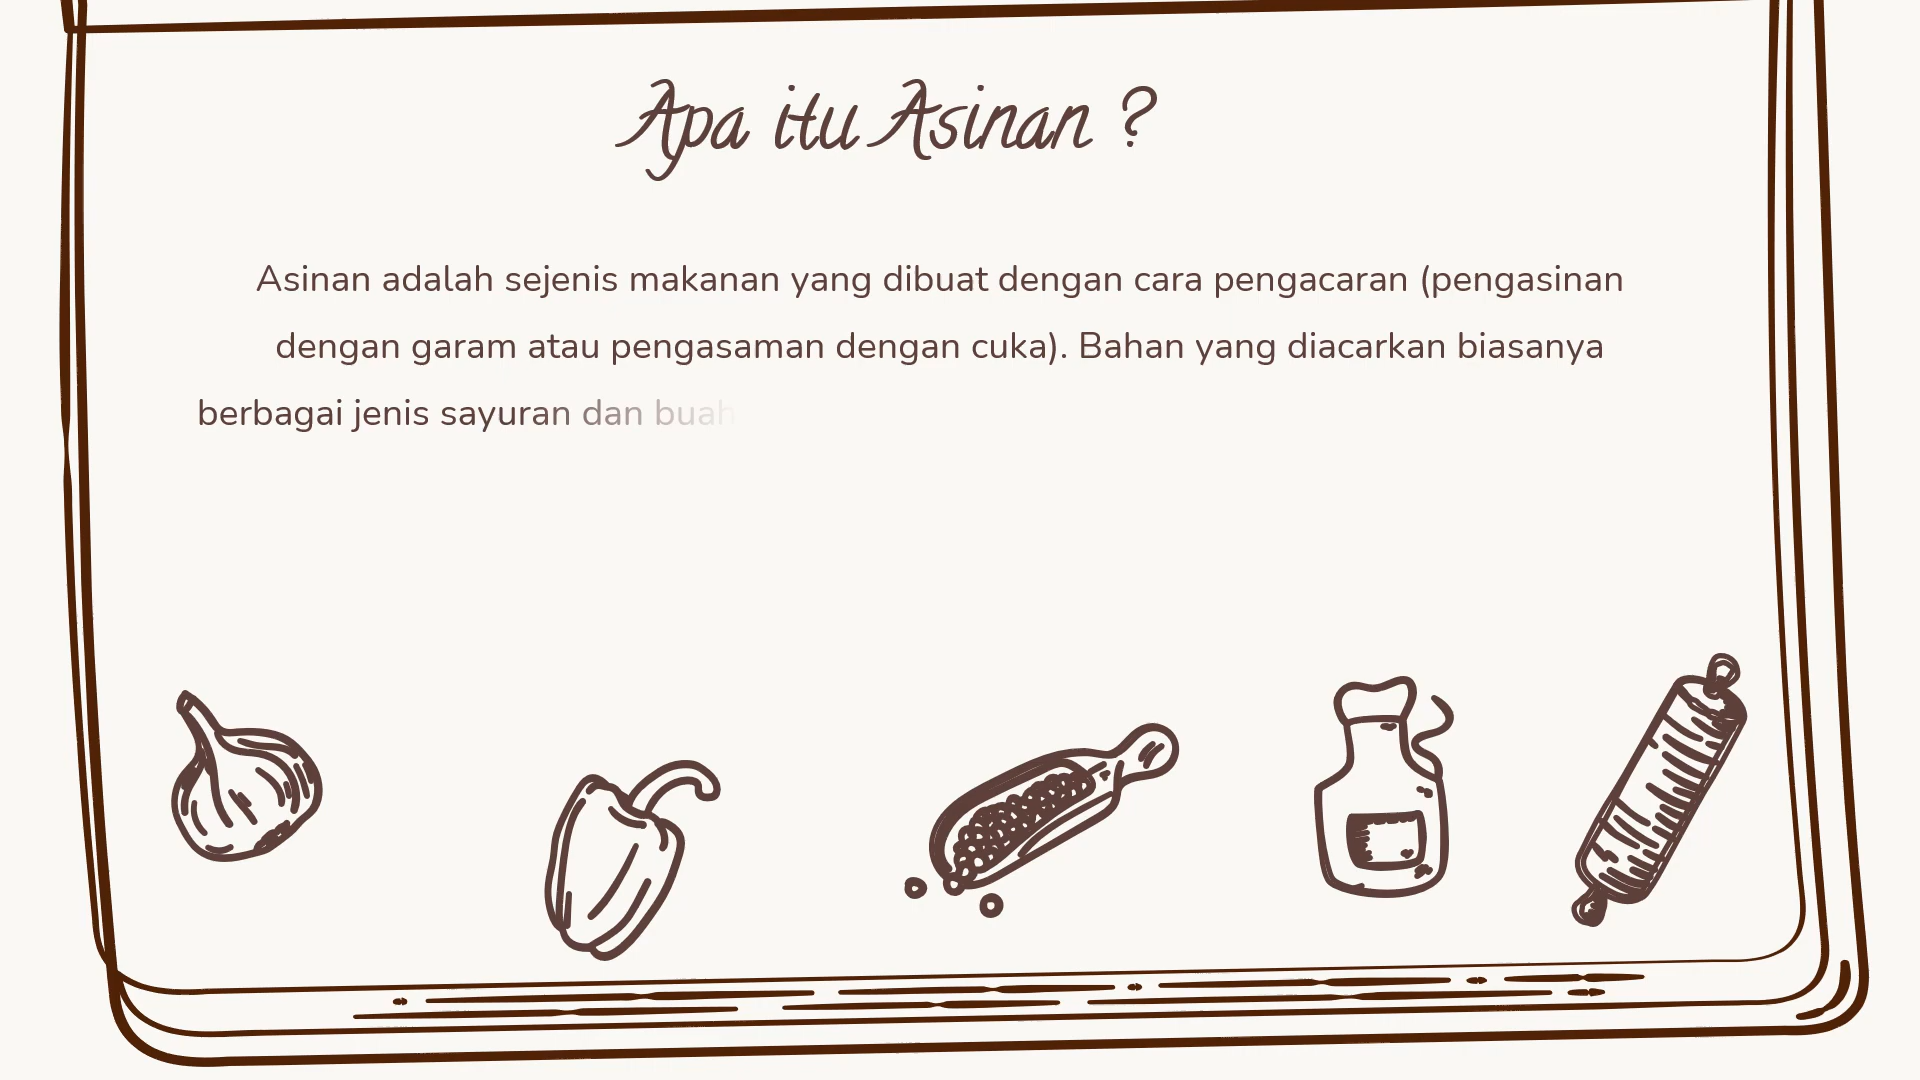 Apa itu Asinan ?
Asinan adalah sejenis makanan yang dibuat dengan cara pengacaran (pengasinan
dengan garam atau pengasaman dengan cuka). Bahan yang diacarkan biasanya
berbagai jenis sayuran dan buah